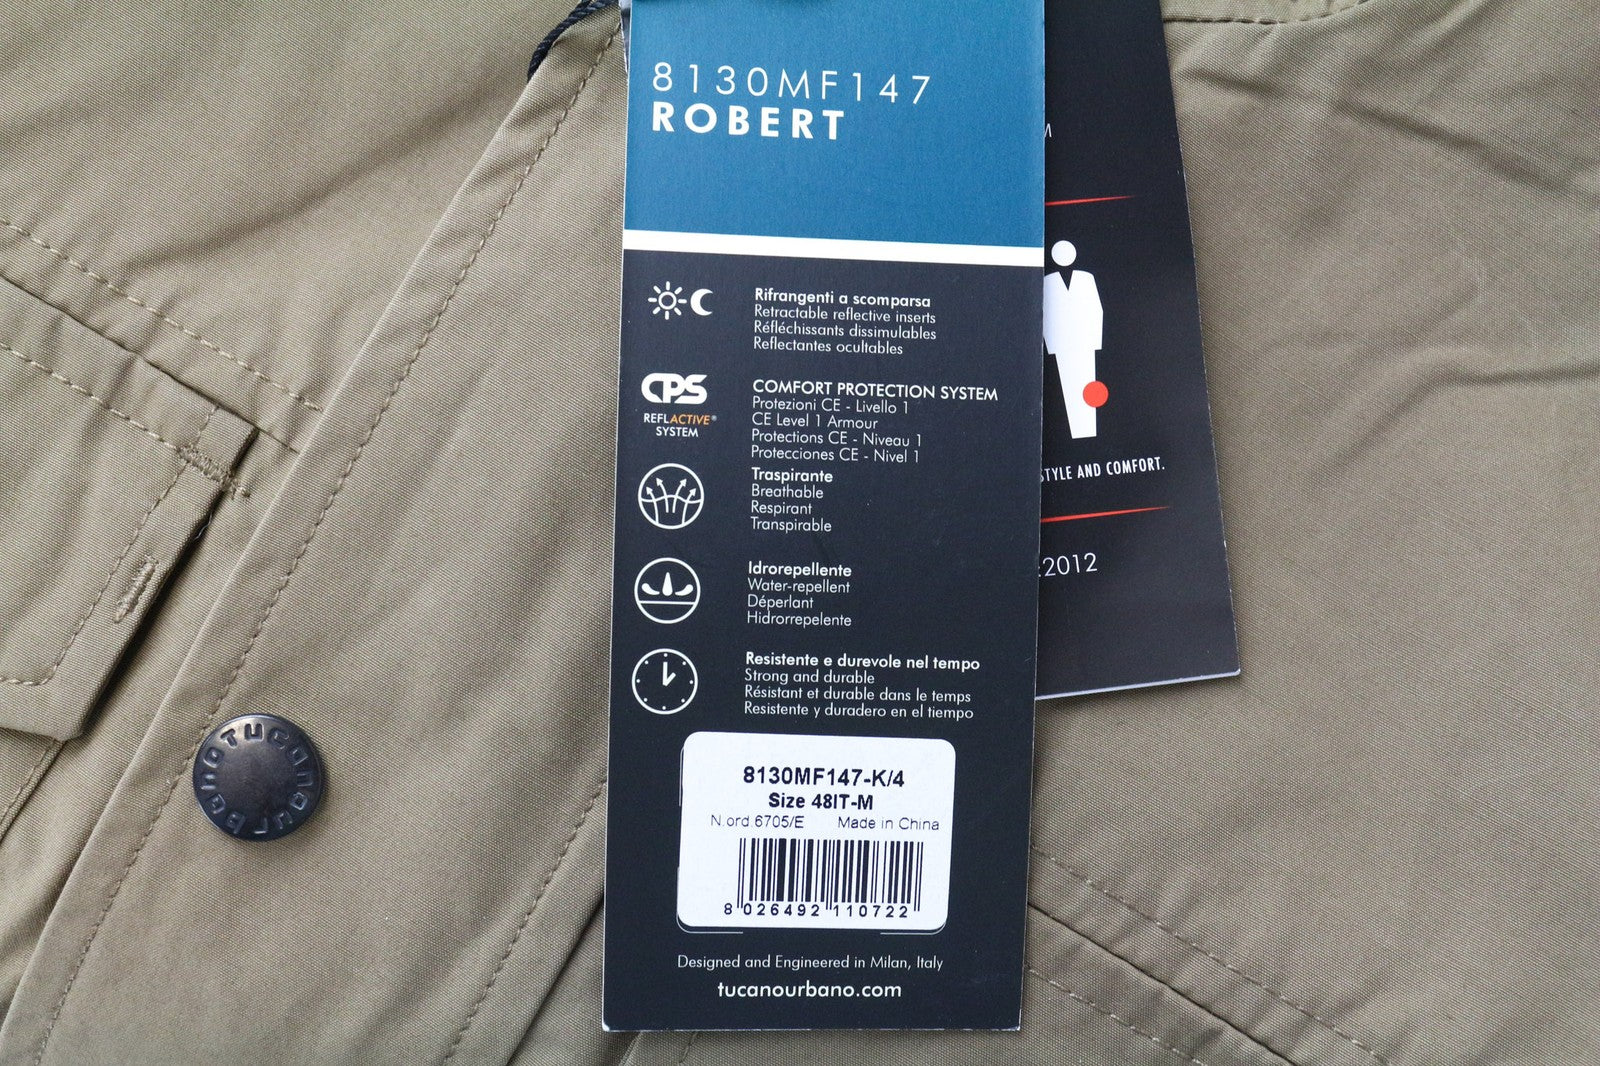 8130MF147
ROBERT
Rifrangenti a scomparsa
Retractable reflective inserts
Réfléchissants dissimulables
Reflectantes ocultables
CPS
REFLACTIVE®
SYSTEM
COMFORT PROTECTION SYSTEM
Protezioni CE - Livello 1
CE Level 1 Armour
Protections CE - Niveau 1
Protecciones CE - Nivel 1
Traspirante
Breathable
Respirant
Transpirable
Idrorepellente
Water-repellent
Déperlant
Hidrorrepelente
Resistente e durevole nel tempo
Strong and durable
Résistant et durable dans le temps
Resistente y duradero en el tiempo
8130MF147-K/4
Size 48IT-M
N.ord.6705/E Made in China
8 026492 110722
Designed and Engineered in Milan, Italy
tucanourbano.com
M
STYLE AND COMFORT.
:2012
tucanourbano